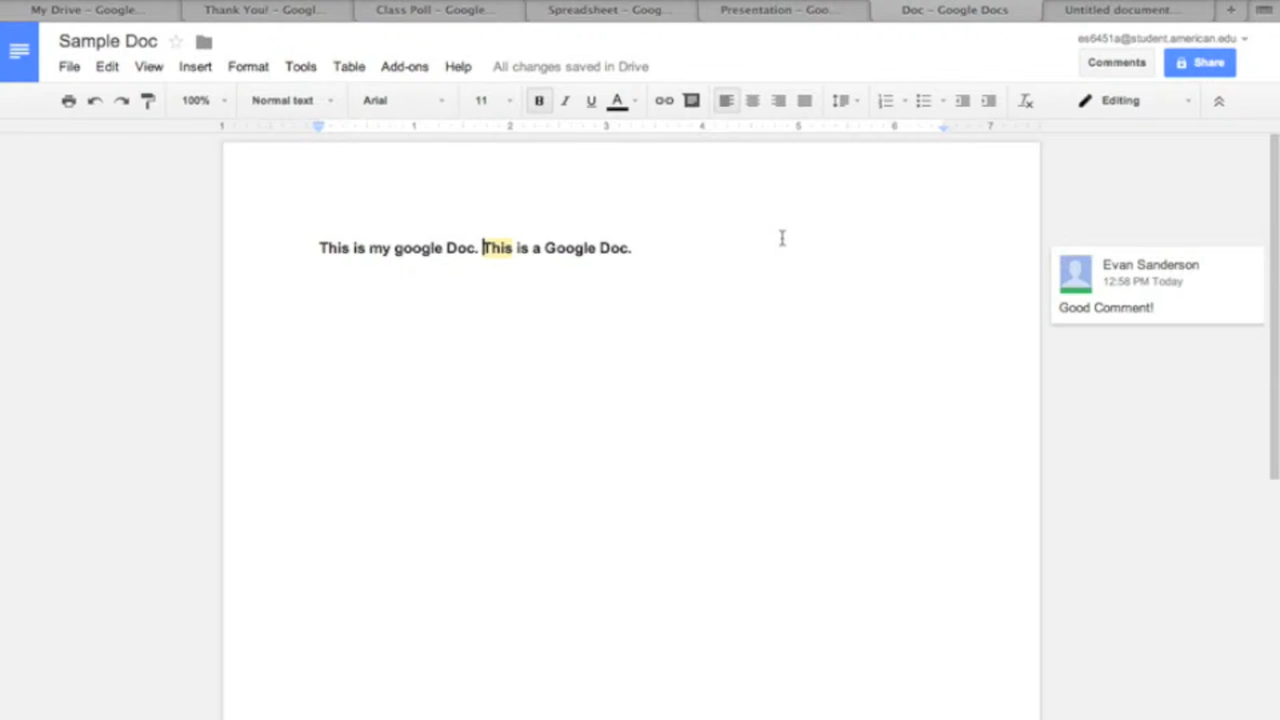 My Drive – Google... Thank You! – Googl... Class Poll – Google... Spreadsheet – Goog... Presentation – Goo... Doc – Google Docs Untitled document... +
Sample Doc
es6451a@student.american.edu
File Edit View Insert Format Tools Table Add-ons Help All changes saved in Drive
Comments Share
100% Normal text Arial 11 B I U A Editing
1 1 2 3 4 5 6 7
This is my google Doc. This is a Google Doc.
Evan Sanderson
12:58 PM Today
Good Comment!